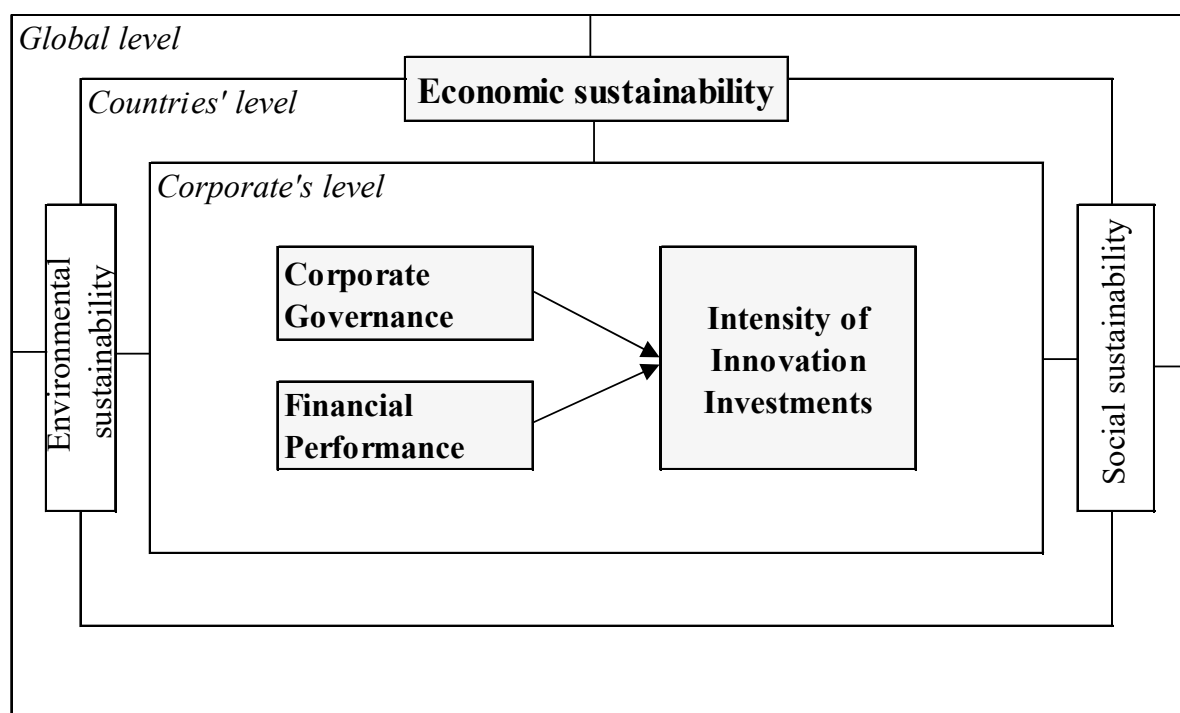 Global level
Economic sustainability
Countries' level
Corporate's level
Environmental
sustainability
Corporate
Governance
Financial
Performance
Intensity of
Innovation
Investments
Social sustainability